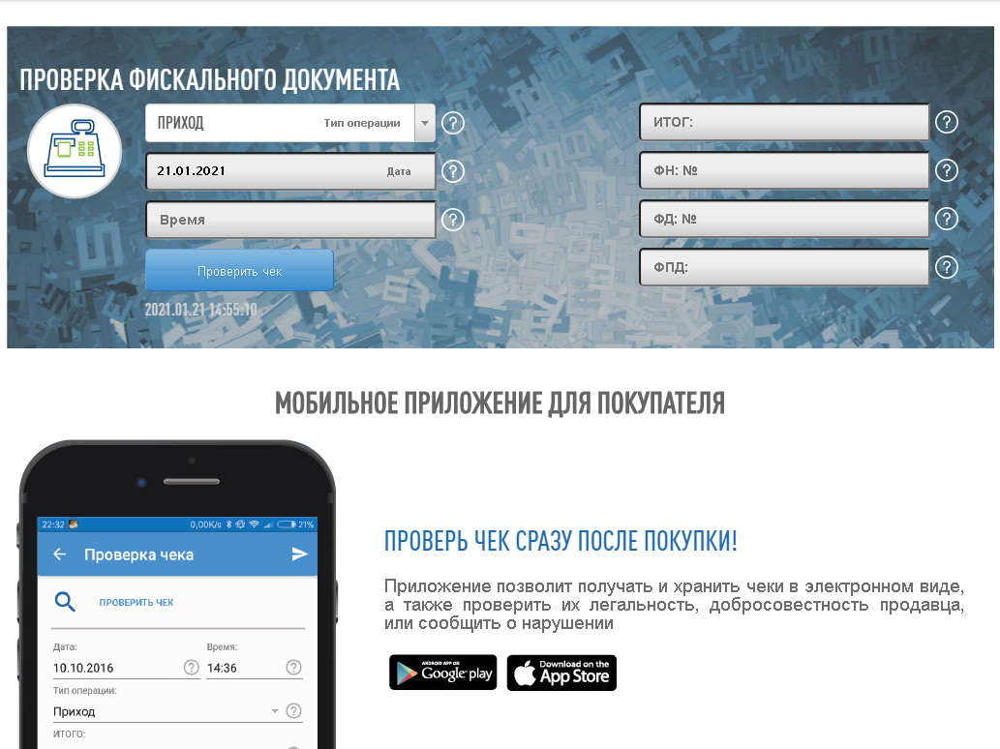 ПРОВЕРКА ФИСКАЛЬНОГО ДОКУМЕНТА
ПРИХОД Тип операции ?
21.01.2021 Дата ?
Время ?
Проверить чек
2021.01.21 14:55:10
ИТОГ: ?
ФН: № ?
ФД: № ?
ФПД: ?
МОБИЛЬНОЕ ПРИЛОЖЕНИЕ ДЛЯ ПОКУПАТЕЛЯ
22:32 0,00K/s 21%
Проверка чека
ПРОВЕРИТЬ ЧЕК
Дата: Время:
10.10.2016 ? 14:36 ?
Тип операции:
Приход ?
ИТОГО:
ПРОВЕРЬ ЧЕК СРАЗУ ПОСЛЕ ПОКУПКИ!
Приложение позволит получать и хранить чеки в электронном виде,
а также проверить их легальность, добросовестность продавца,
или сообщить о нарушении
ANDROID APP ON
Google play
Download on the
App Store